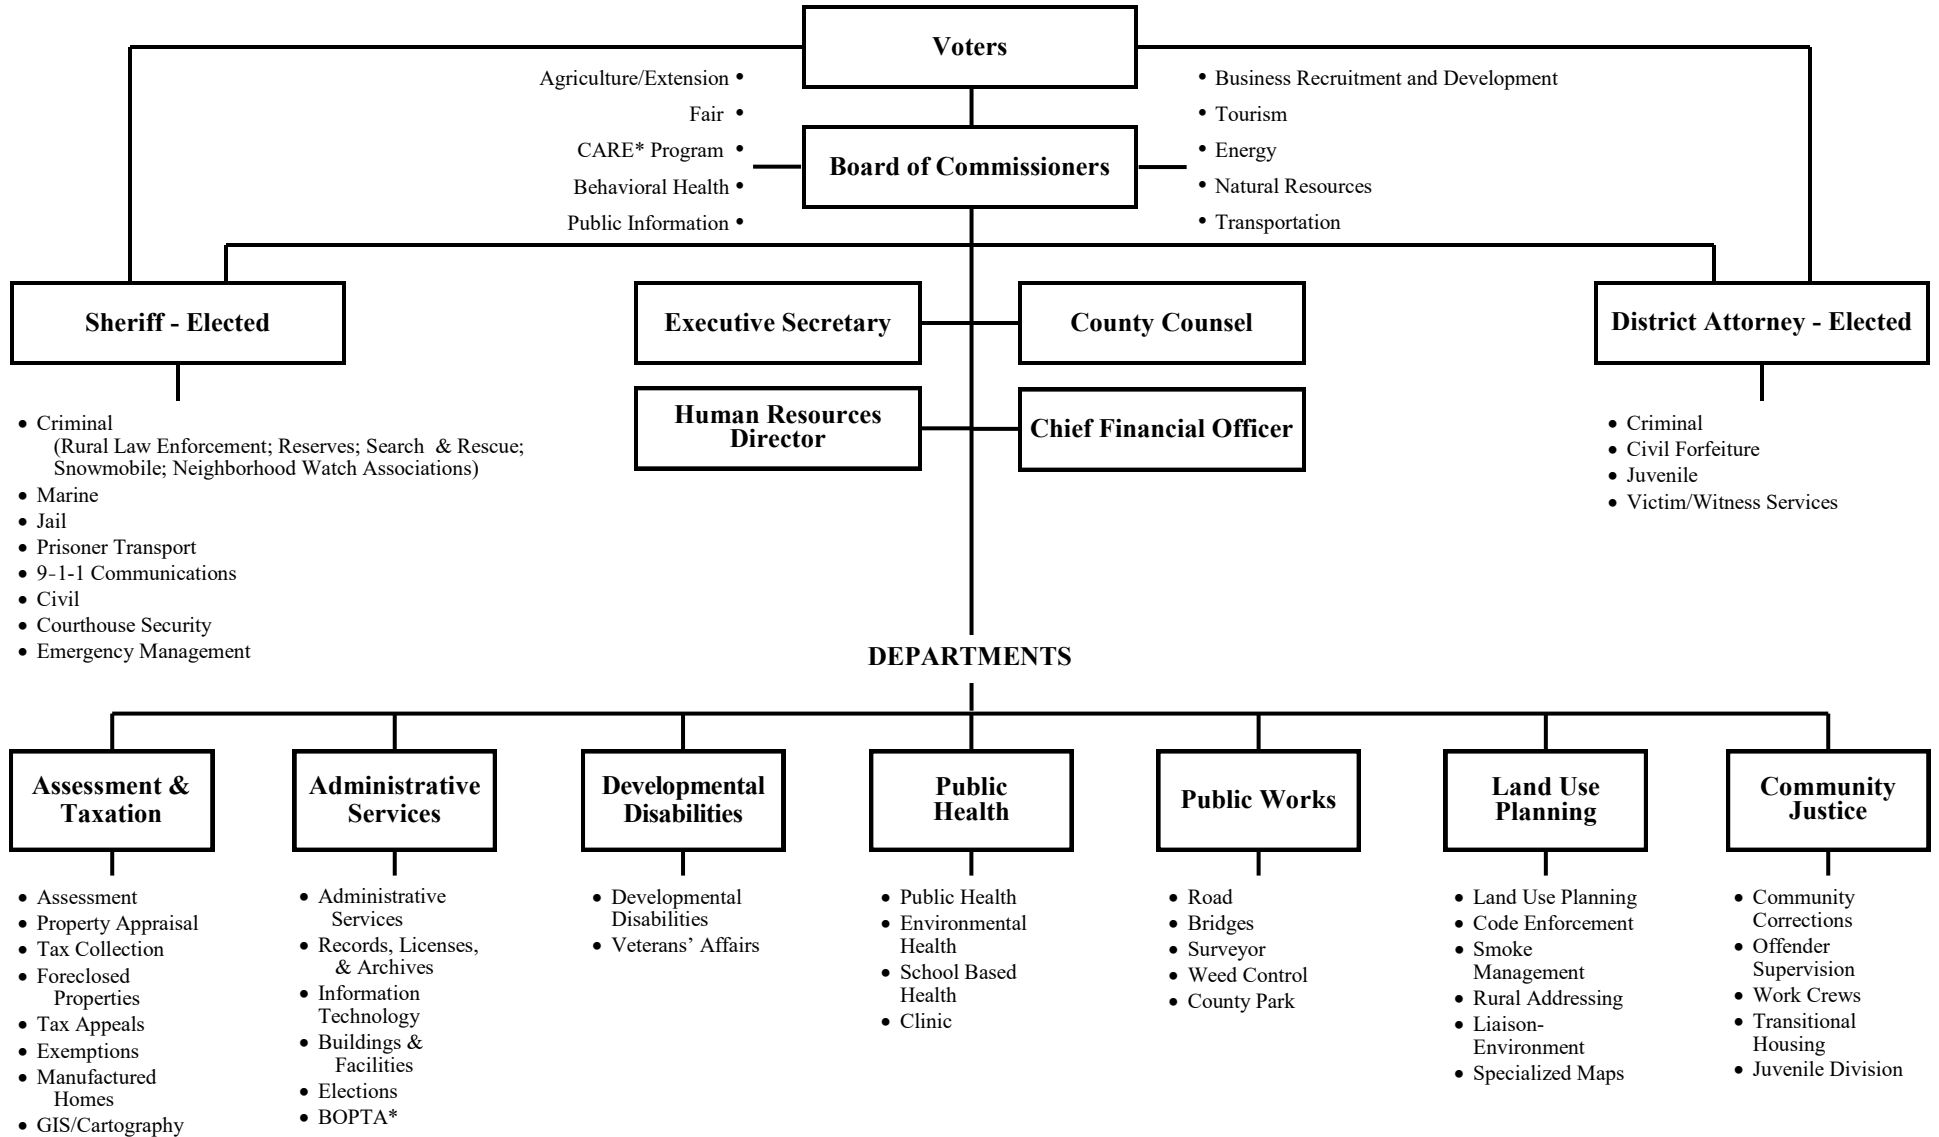 Voters
Agriculture/Extension •
Fair •
CARE* Program •
Behavioral Health •
Public Information •
• Business Recruitment and Development
• Tourism
• Energy
• Natural Resources
• Transportation
Board of Commissioners
Sheriff - Elected
Executive Secretary
County Counsel
District Attorney - Elected
Human Resources
Director
Chief Financial Officer
• Criminal
(Rural Law Enforcement; Reserves; Search & Rescue;
Snowmobile; Neighborhood Watch Associations)
• Marine
• Jail
• Prisoner Transport
• 9-1-1 Communications
• Civil
• Courthouse Security
• Emergency Management
• Criminal
• Civil Forfeiture
• Juvenile
• Victim/Witness Services
DEPARTMENTS
Assessment &
Taxation
Administrative
Services
Developmental
Disabilities
Public
Health
Public Works
Land Use
Planning
Community
Justice
• Assessment
• Property Appraisal
• Tax Collection
• Foreclosed
Properties
• Tax Appeals
• Exemptions
• Manufactured
Homes
• GIS/Cartography
• Administrative
Services
• Records, Licenses,
& Archives
• Information
Technology
• Buildings &
Facilities
• Elections
• BOPTA*
• Developmental
Disabilities
• Veterans’ Affairs
• Public Health
• Environmental
Health
• School Based
Health
• Clinic
• Road
• Bridges
• Surveyor
• Weed Control
• County Park
• Land Use Planning
• Code Enforcement
• Smoke
Management
• Rural Addressing
• Liaison-
Environment
• Specialized Maps
• Community
Corrections
• Offender
Supervision
• Work Crews
• Transitional
Housing
• Juvenile Division